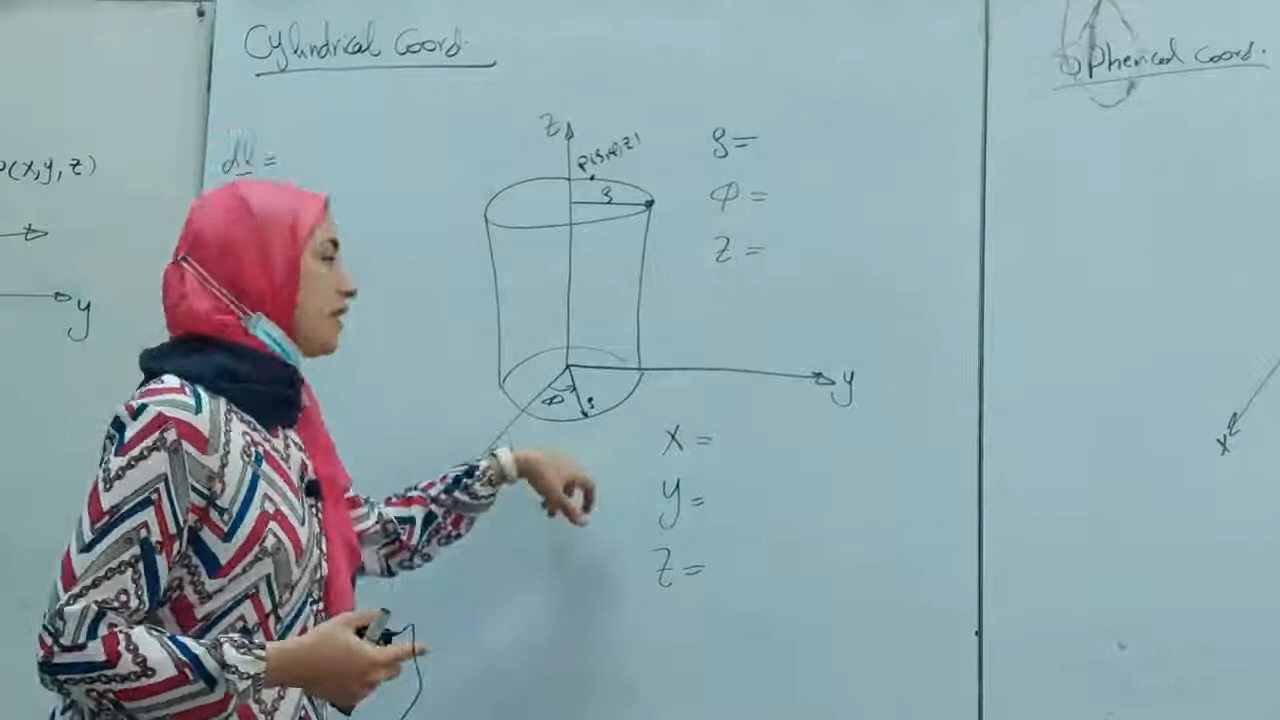 Cylindrical Coord.
Spherical Coord.
P(x,y,z)
y
dl =
z
P(ρ,φ,z)
ρ
ρ =
φ =
z =
y
φ
ρ
x =
y =
z =
x